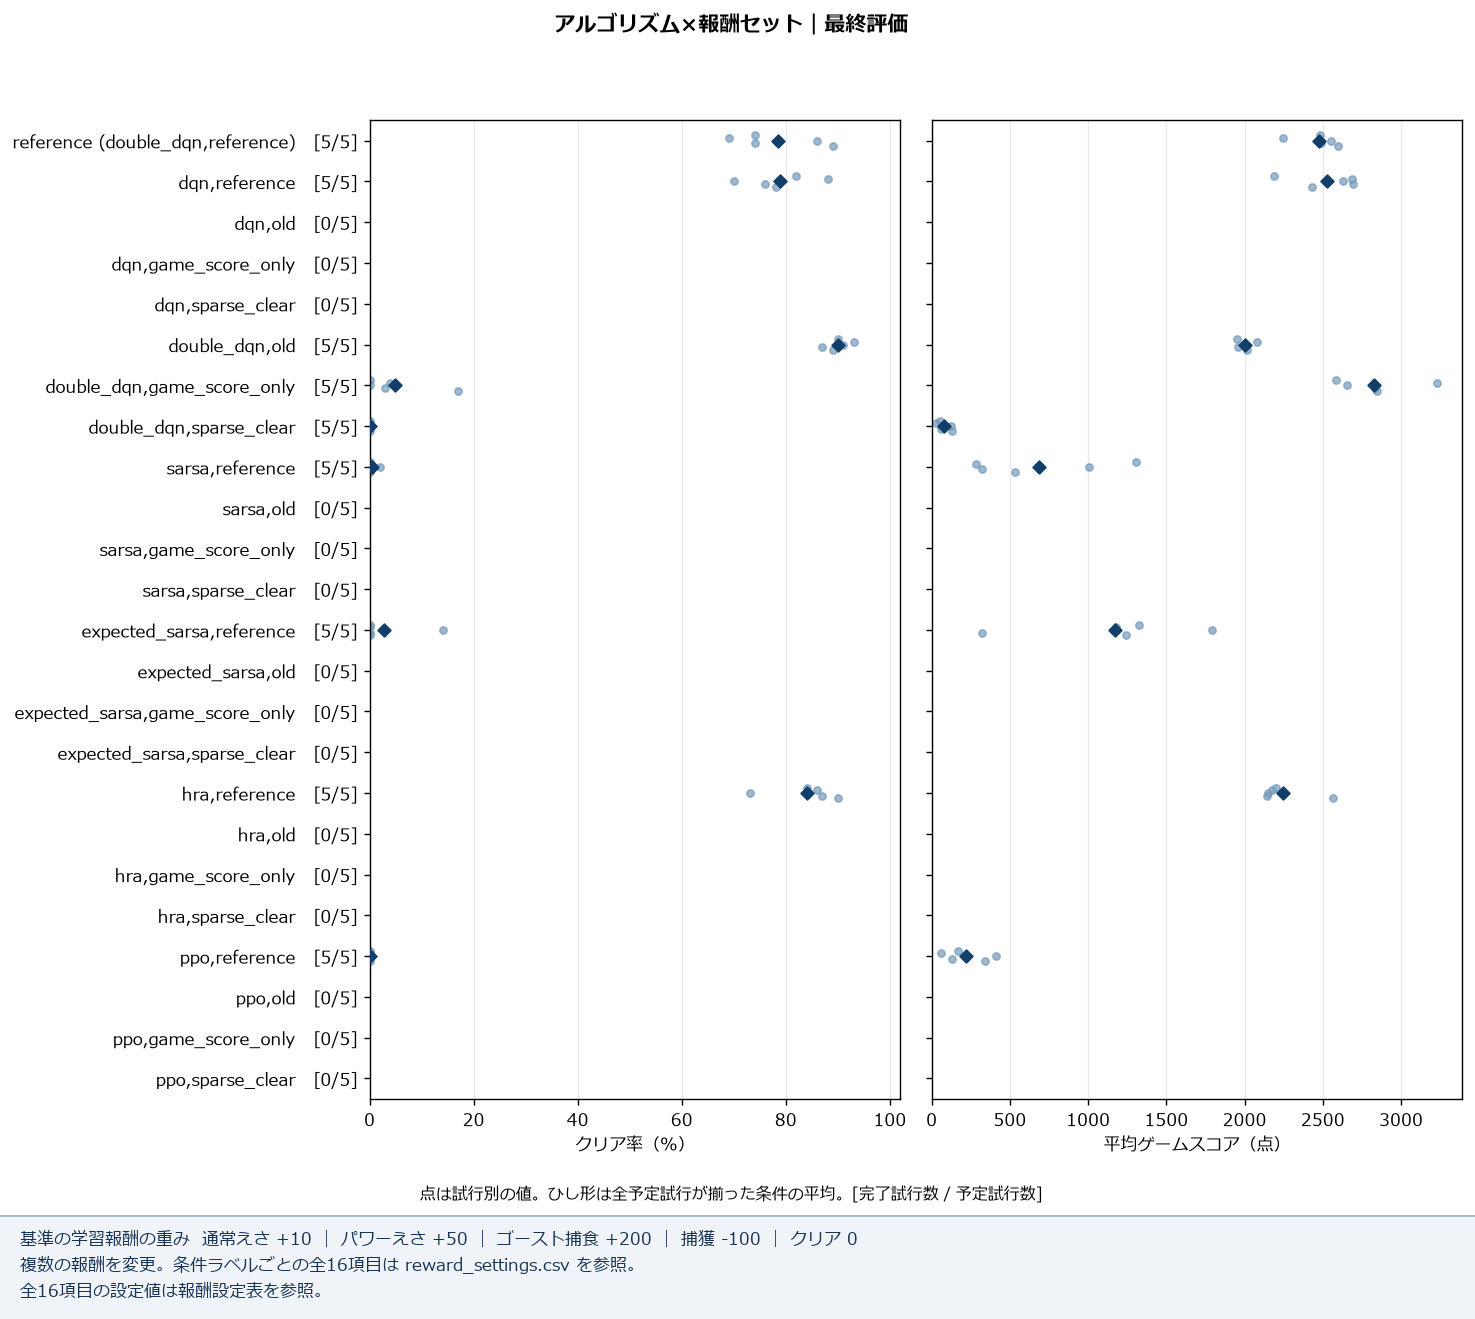 アルゴリズム×報酬セット｜最終評価
reference (double_dqn,reference) [5/5]
dqn,reference [5/5]
dqn,old [0/5]
dqn,game_score_only [0/5]
dqn,sparse_clear [0/5]
double_dqn,old [5/5]
double_dqn,game_score_only [5/5]
double_dqn,sparse_clear [5/5]
sarsa,reference [5/5]
sarsa,old [0/5]
sarsa,game_score_only [0/5]
sarsa,sparse_clear [0/5]
expected_sarsa,reference [5/5]
expected_sarsa,old [0/5]
expected_sarsa,game_score_only [0/5]
expected_sarsa,sparse_clear [0/5]
hra,reference [5/5]
hra,old [0/5]
hra,game_score_only [0/5]
hra,sparse_clear [0/5]
ppo,reference [5/5]
ppo,old [0/5]
ppo,game_score_only [0/5]
ppo,sparse_clear [0/5]
0 20 40 60 80 100
クリア率（%）
0 500 1000 1500 2000 2500 3000
平均ゲームスコア（点）
点は試行別の値。ひし形は全予定試行が揃った条件の平均。[完了試行数 / 予定試行数]
基準の学習報酬の重み 通常えさ +10 ｜ パワーえさ +50 ｜ ゴースト捕食 +200 ｜ 捕獲 -100 ｜ クリア 0
複数の報酬を変更。条件ラベルごとの全16項目は reward_settings.csv を参照。
全16項目の設定値は報酬設定表を参照。